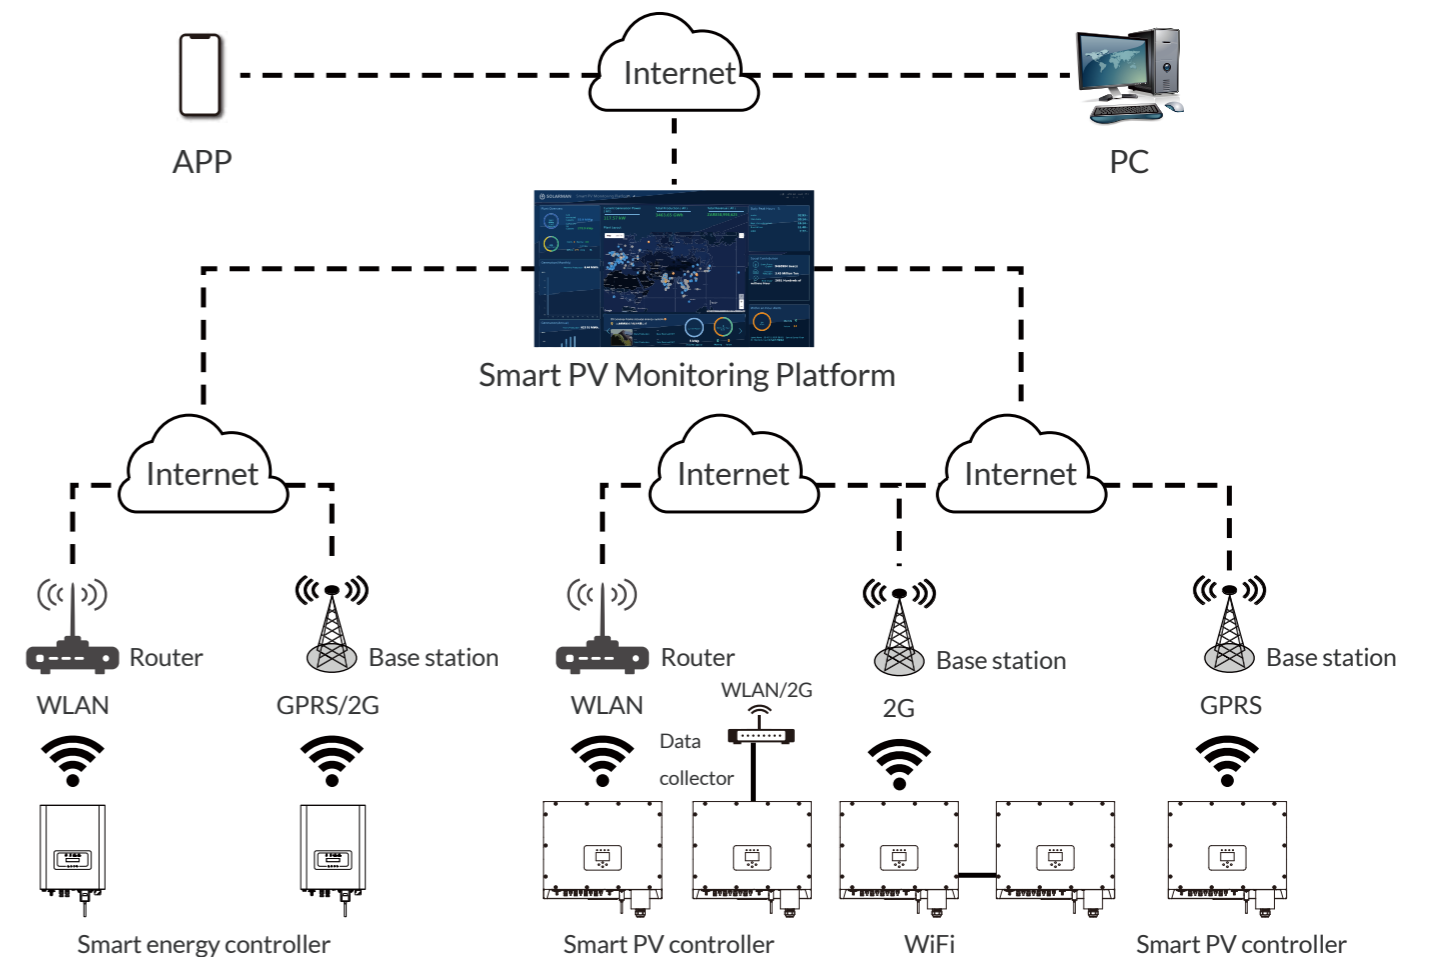 Internet
APP
PC
SOLARMAN
Smart PV Monitoring Platform
Internet
Internet
Internet
Router
Base station
Router
Base station
Base station
WLAN
GPRS/2G
WLAN
WLAN/2G
2G
GPRS
Data
collector
Smart energy controller
Smart PV controller
WiFi
Smart PV controller